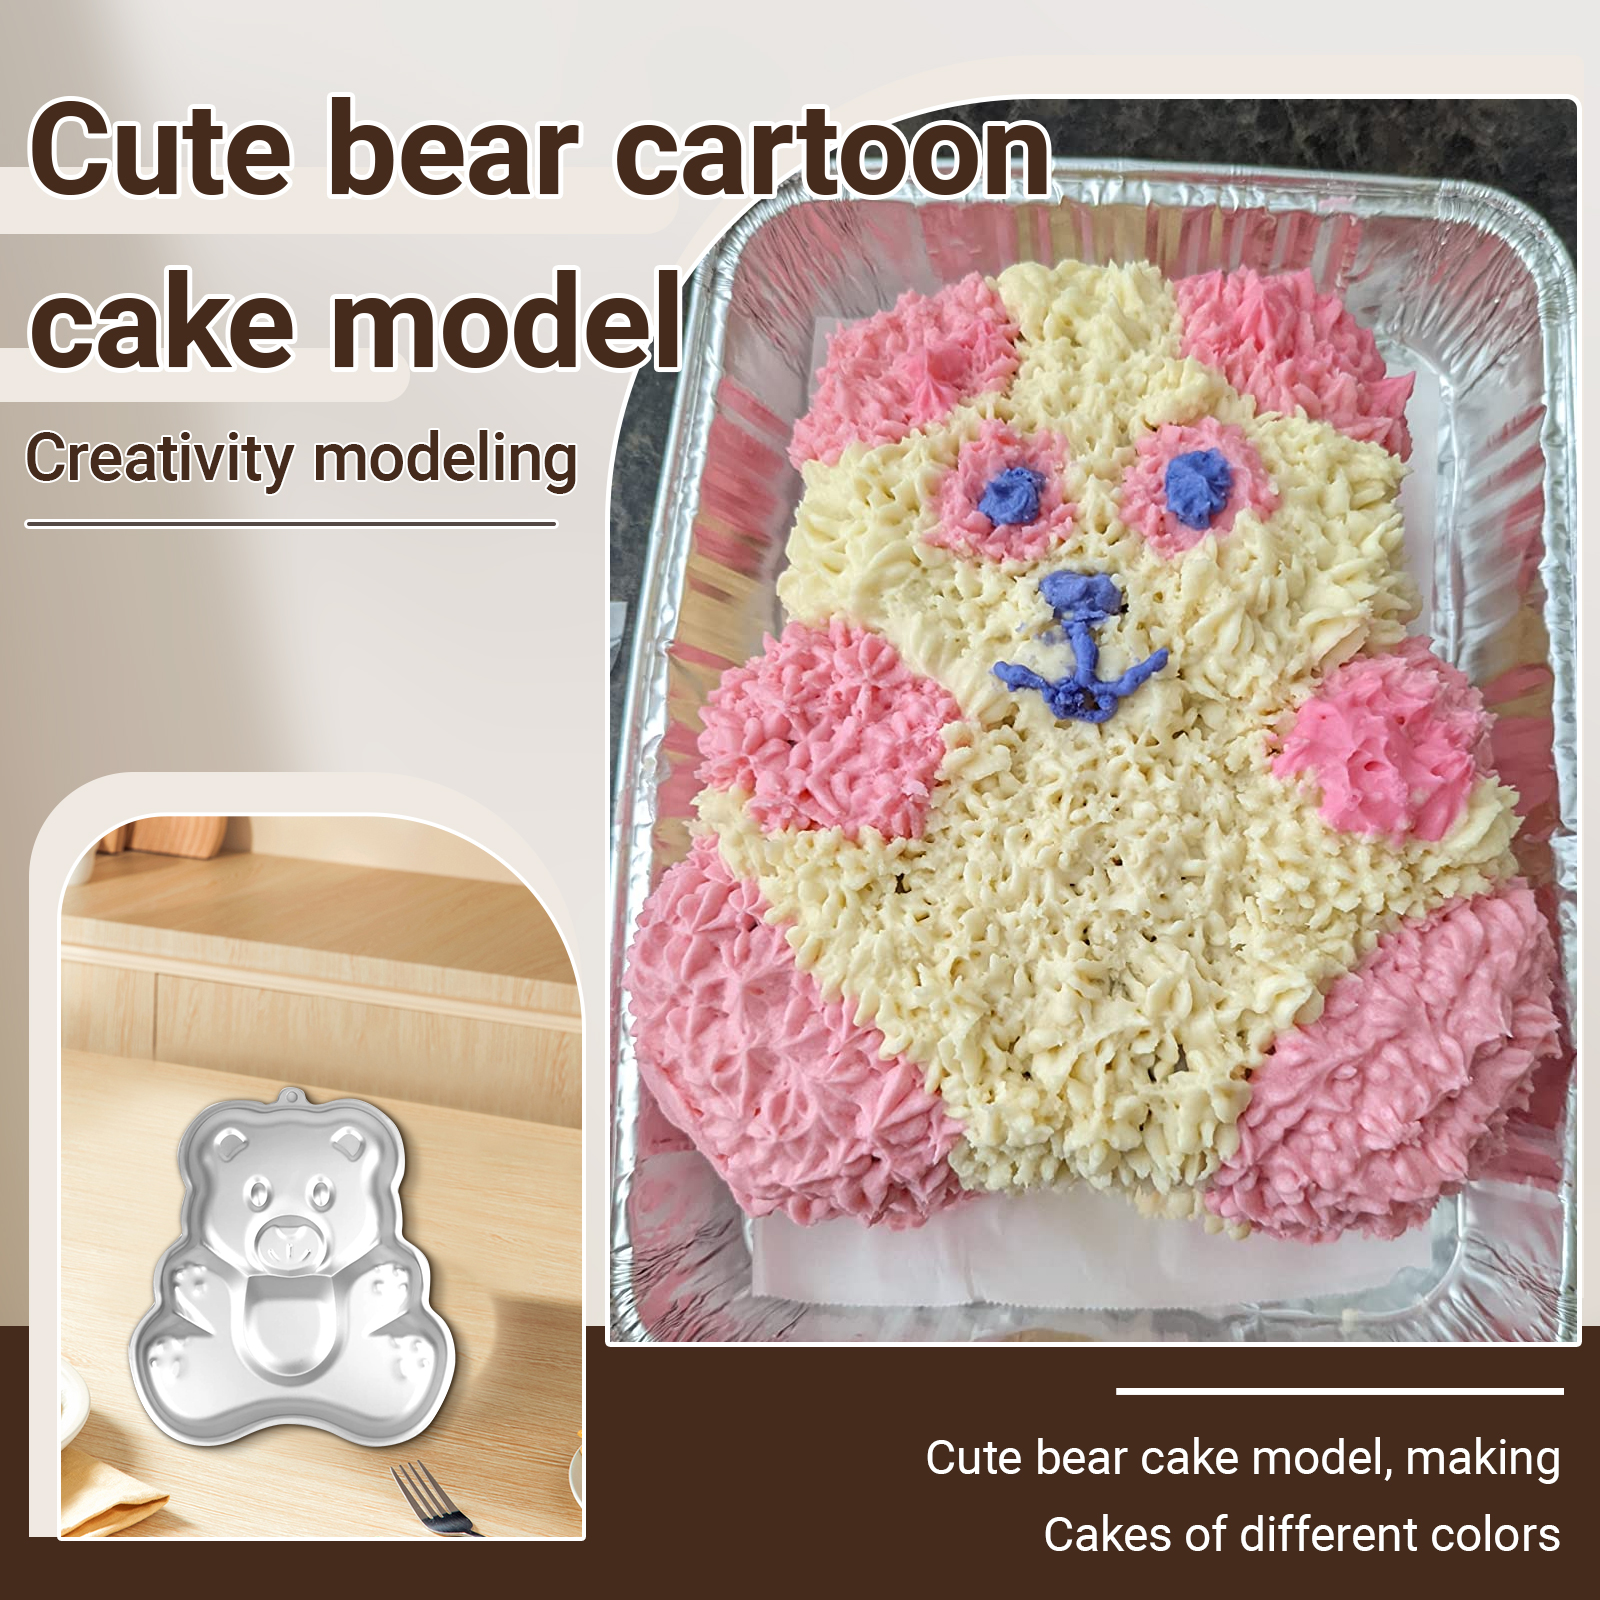 Cute bear cartoon
cake model
Creativity modeling
Cute bear cake model, making
Cakes of different colors